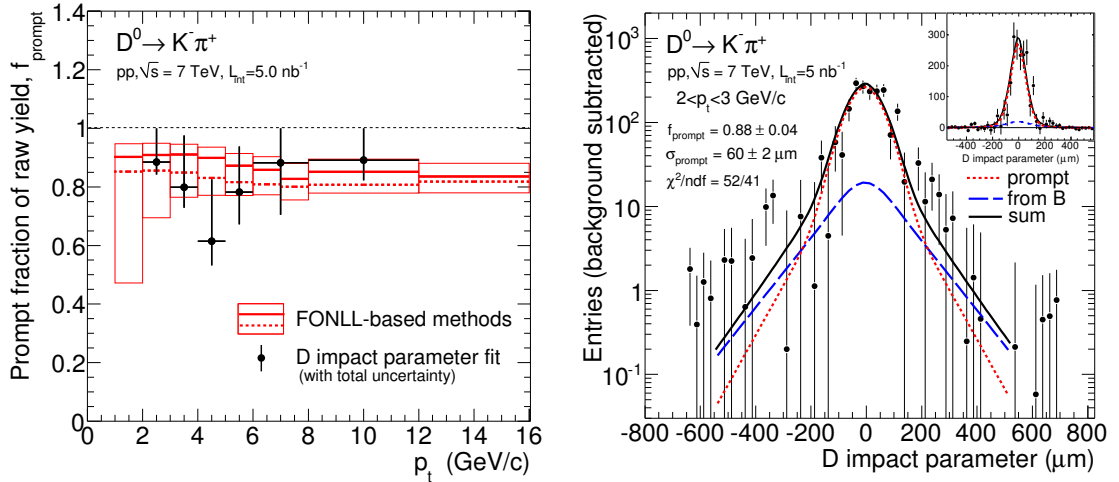 Prompt fraction of raw yield, f_prompt
1.4
1.2
1
0.8
0.6
0.4
0.2
0
D⁰→ K⁻π⁺
pp,√s = 7 TeV, L_int=5.0 nb⁻¹
FONLL-based methods
D impact parameter fit
(with total uncertainty)
0 2 4 6 8 10 12 14 16
p_t (GeV/c)
Entries (background subtracted)
10³
10²
10
1
10⁻¹
D⁰→ K⁻π⁺
pp,√s = 7 TeV, L_int=5 nb⁻¹
2<p_t<3 GeV/c
f_prompt = 0.88 ± 0.04
σ_prompt = 60 ± 2 μm
χ²/ndf = 52/41
300
200
100
0
-400 -200 0 200 400
D impact parameter (μm)
prompt
from B
sum
-800 -600 -400 -200 0 200 400 600 800
D impact parameter (μm)